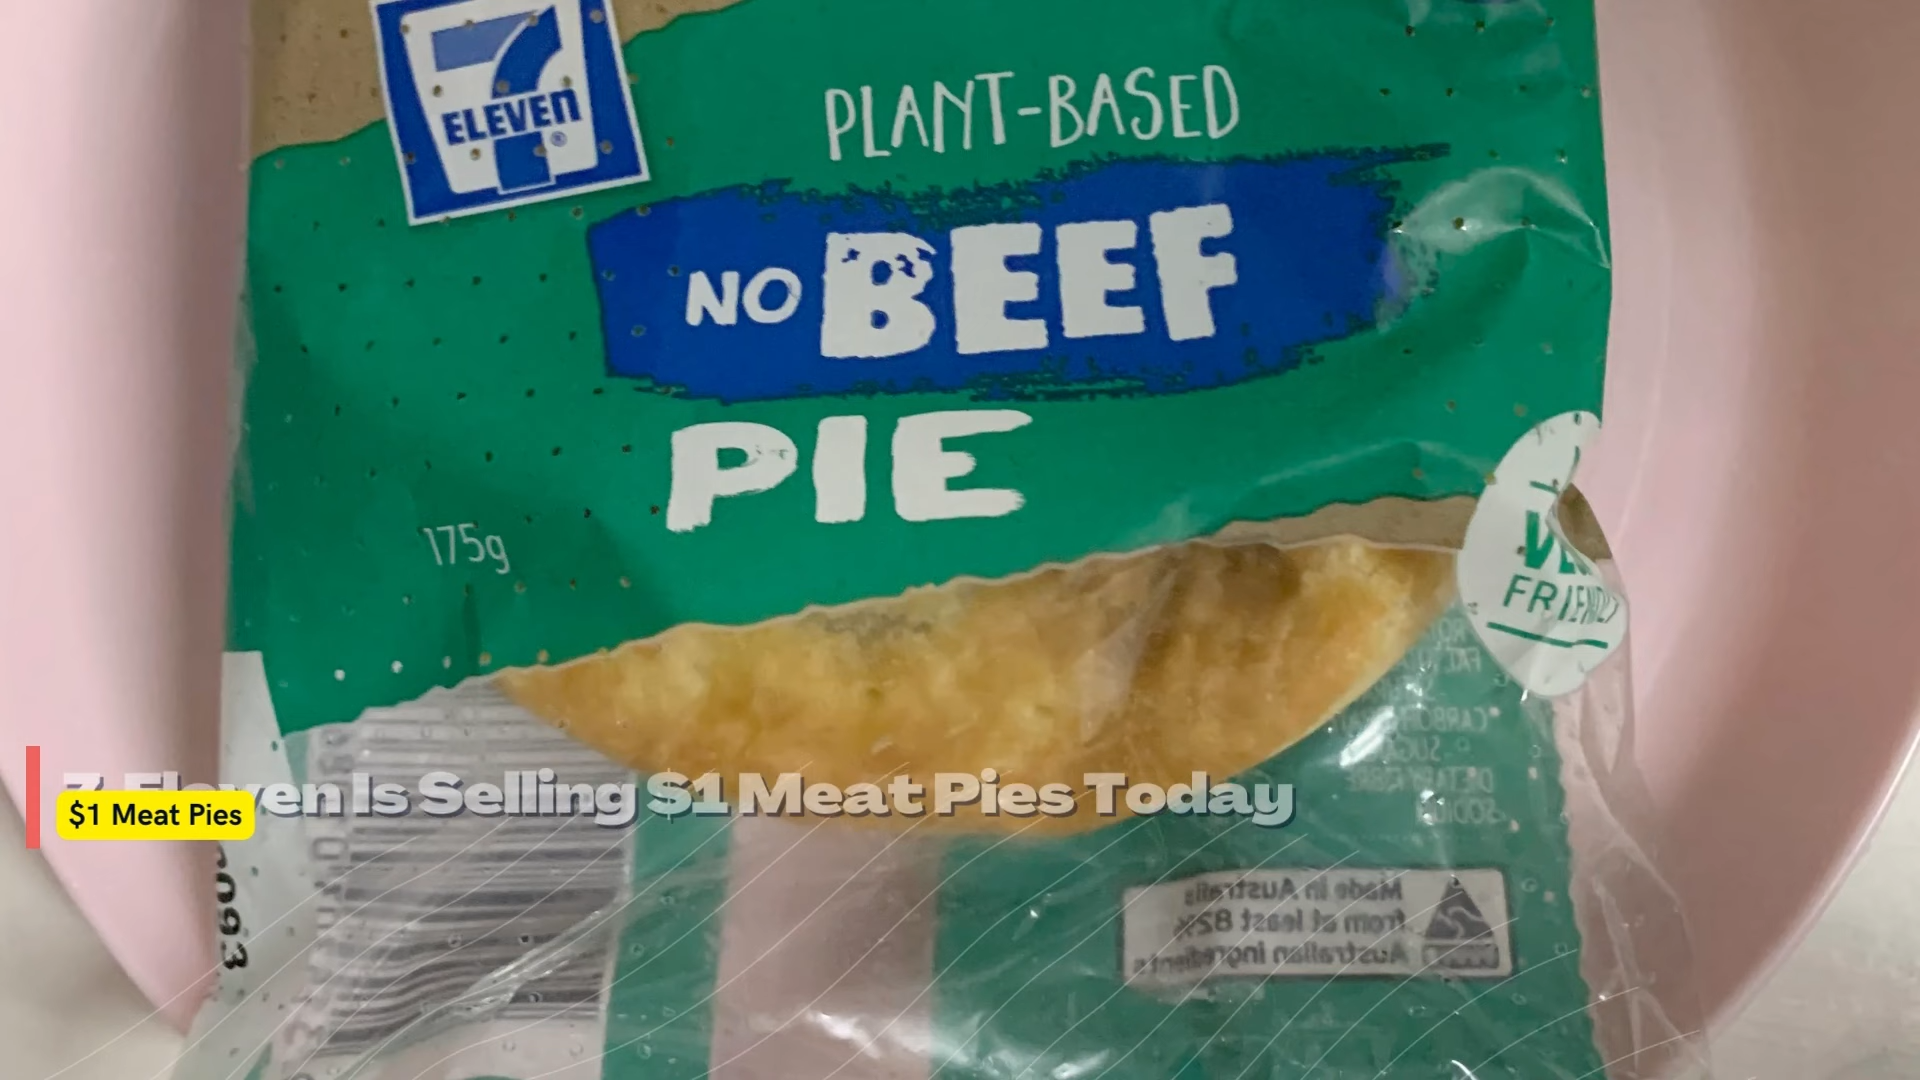 7
ELEVEN
®
PLANT-BASED
NO BEEF
PIE
175g
FRIENDLY
7-Eleven Is Selling $1 Meat Pies Today
$1 Meat Pies
Made in Australia
from at least 82%
Australian ingredients